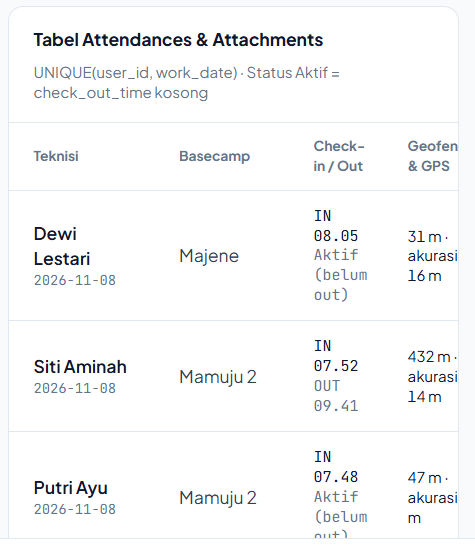 Tabel Attendances & Attachments
UNIQUE(user_id, work_date) · Status Aktif =
check_out_time kosong
Teknisi
Basecamp
Check-
in / Out
Geofen
& GPS
Dewi
Lestari
2026-11-08
Majene
IN
08.05
Aktif
(belum
out)
31 m ·
akurasi
16 m
Siti Aminah
2026-11-08
Mamuju 2
IN
07.52
OUT
09.41
432 m ·
akurasi
14 m
Putri Ayu
2026-11-08
Mamuju 2
IN
07.48
Aktif
(belum
out)
47 m ·
akurasi
m